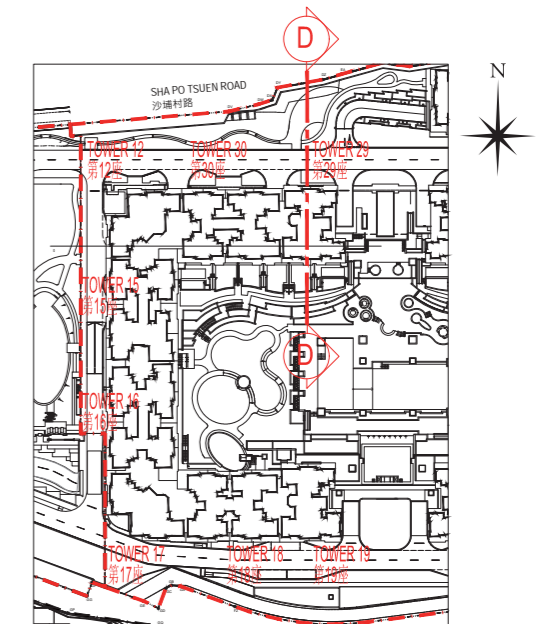 D
N
SHA PO TSUEN ROAD
沙埔村路
TOWER 12
第12座
TOWER 30
第30座
TOWER 29
第29座
TOWER 15
第15座
TOWER 16
第16座
D
TOWER 17
第17座
TOWER 18
第18座
TOWER 19
第19座